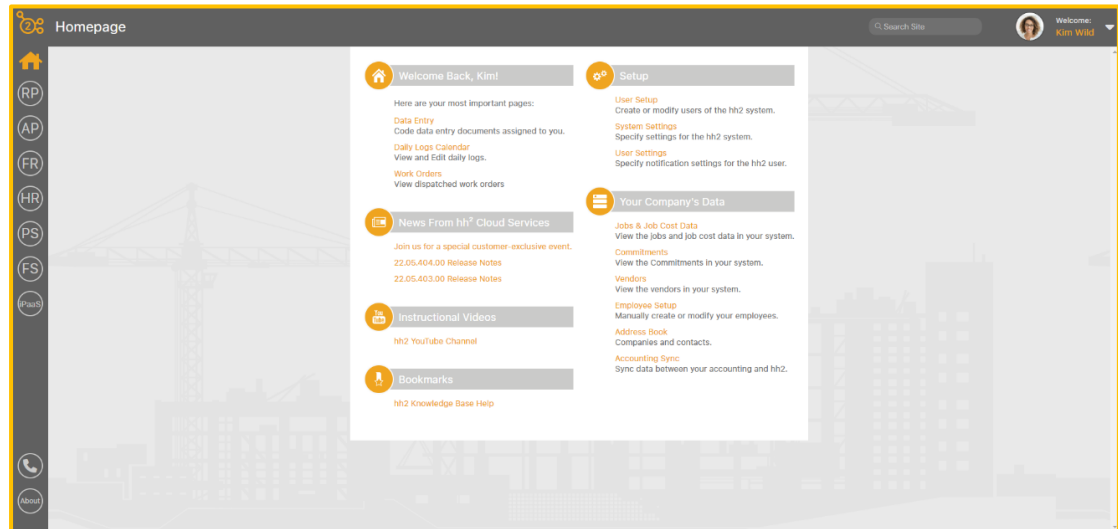 Homepage
Search Site
Welcome:
Kim Wild
RP
AP
FR
HR
PS
FS
iPaaS
About
Welcome Back, Kim!
Here are your most important pages:
Data Entry
Code data entry documents assigned to you.
Daily Logs Calendar
View and Edit daily logs.
Work Orders
View dispatched work orders
News From hh² Cloud Services
Join us for a special customer-exclusive event.
22.05.404.00 Release Notes
22.05.403.00 Release Notes
You
Tube
Instructional Videos
hh2 YouTube Channel
Bookmarks
hh2 Knowledge Base Help
Setup
User Setup
Create or modify users of the hh2 system.
System Settings
Specify settings for the hh2 system.
User Settings
Specify notification settings for the hh2 user.
Your Company's Data
Jobs & Job Cost Data
View the jobs and job cost data in your system.
Commitments
View the Commitments in your system.
Vendors
View the vendors in your system.
Employee Setup
Manually create or modify your employees.
Address Book
Companies and contacts.
Accounting Sync
Sync data between your accounting and hh2.